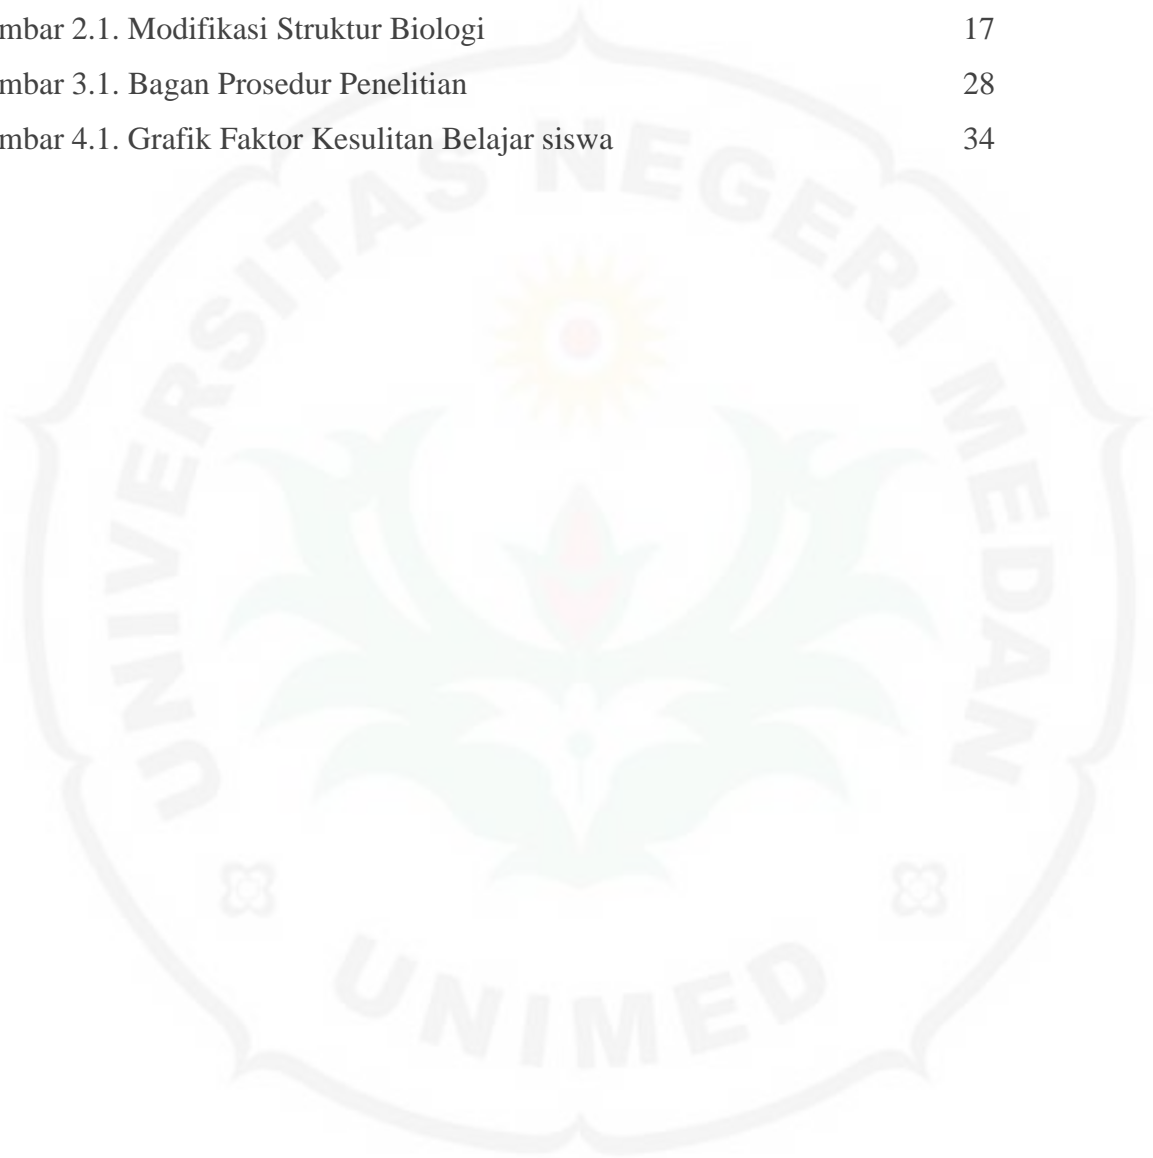 mbar 2.1. Modifikasi Struktur Biologi 17
mbar 3.1. Bagan Prosedur Penelitian 28
mbar 4.1. Grafik Faktor Kesulitan Belajar siswa 34
UNIVERSITAS NEGERI MEDAN
UNIMED